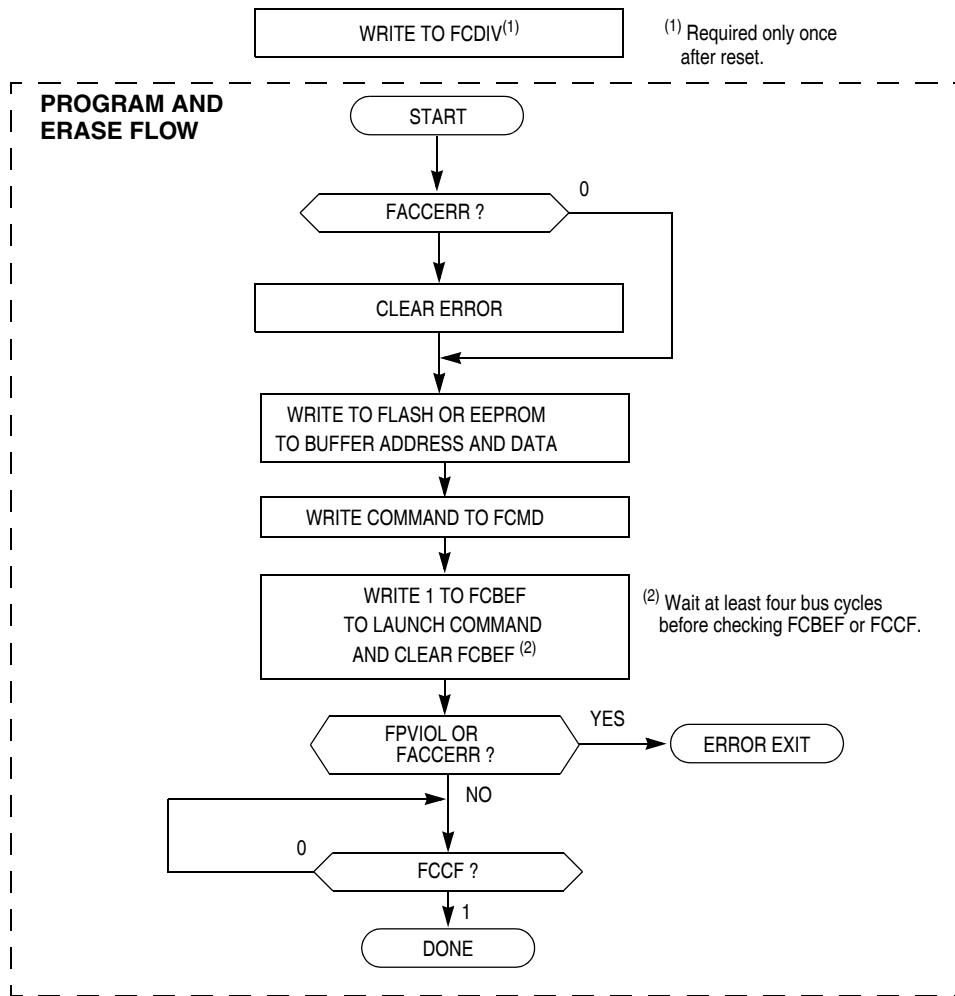 WRITE TO FCDIV(1)
(1) Required only once
after reset.
PROGRAM AND
ERASE FLOW
START
0
FACCERR ?
CLEAR ERROR
WRITE TO FLASH OR EEPROM
TO BUFFER ADDRESS AND DATA
WRITE COMMAND TO FCMD
WRITE 1 TO FCBEF
TO LAUNCH COMMAND
AND CLEAR FCBEF (2)
(2) Wait at least four bus cycles
before checking FCBEF or FCCF.
FPVIOL OR
FACCERR ?
YES
ERROR EXIT
NO
0
FCCF ?
1
DONE